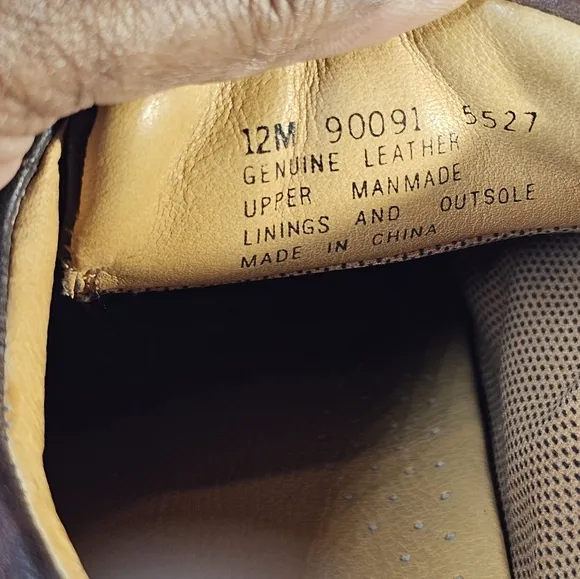 12M 90091 5527
GENUINE LEATHER
UPPER MANMADE
LININGS AND OUTSOLE
MADE IN CHINA